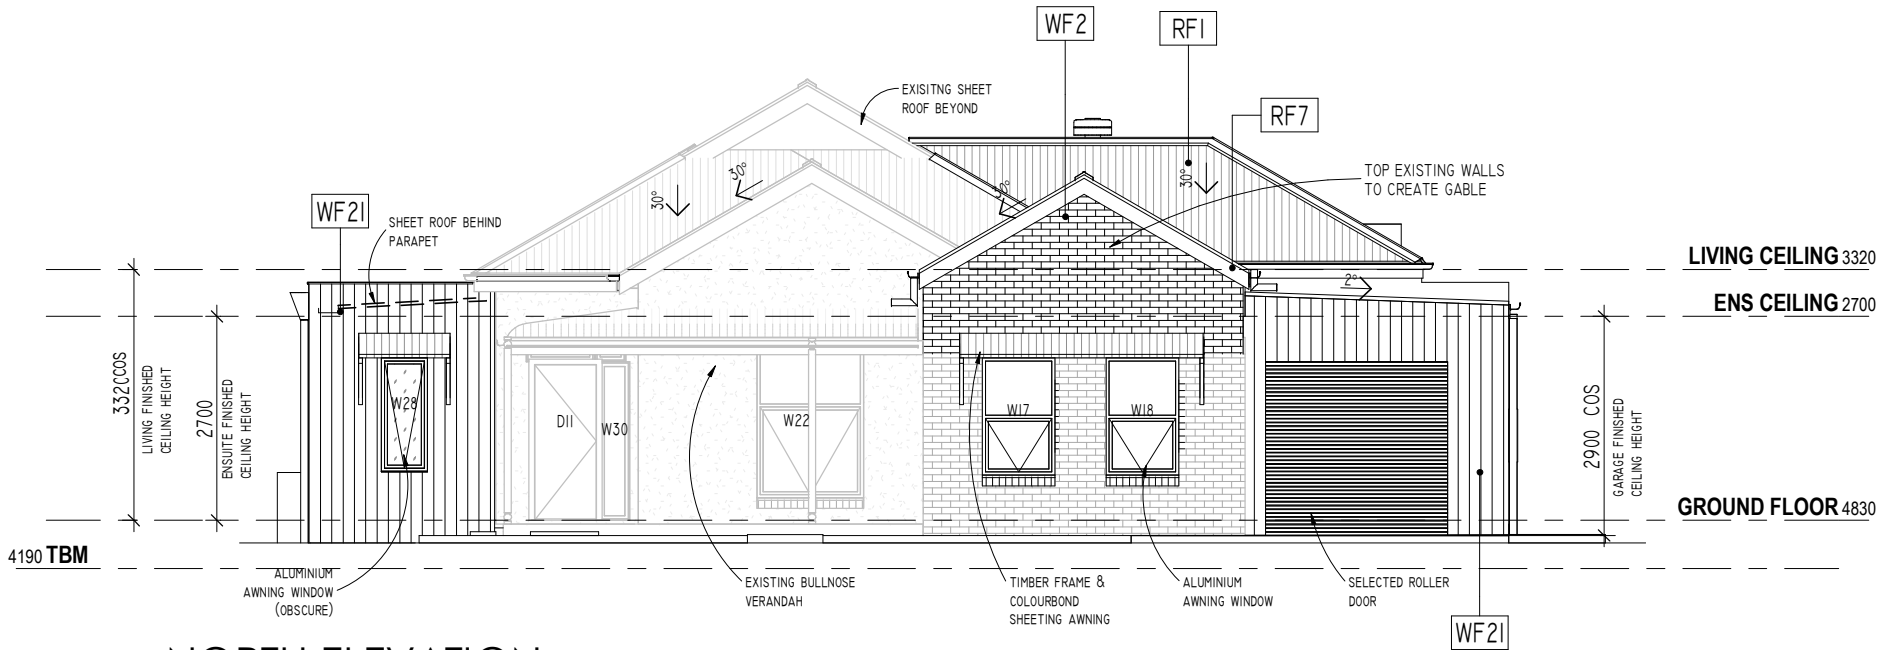 WF2
RF1
EXISITNG SHEET
ROOF BEYOND
RF7
TOP EXISTING WALLS
TO CREATE GABLE
30°
30°
30°
30°
WF21
SHEET ROOF BEHIND
PARAPET
LIVING CEILING 3320
2°
ENS CEILING 2700
3320COS
LIVING FINISHED
CEILING HEIGHT
2700
ENSUITE FINISHED
CEILING HEIGHT
W28
D11
W30
W22
W17
W18
2900 COS
GARAGE FINISHED
CEILING HEIGHT
GROUND FLOOR 4830
4190 TBM
ALUMINIUM
AWNING WINDOW
(OBSCURE)
EXISTING BULLNOSE
VERANDAH
TIMBER FRAME &
COLOURBOND
SHEETING AWNING
ALUMINIUM
AWNING WINDOW
SELECTED ROLLER
DOOR
WF21
NORTH ELEVATION